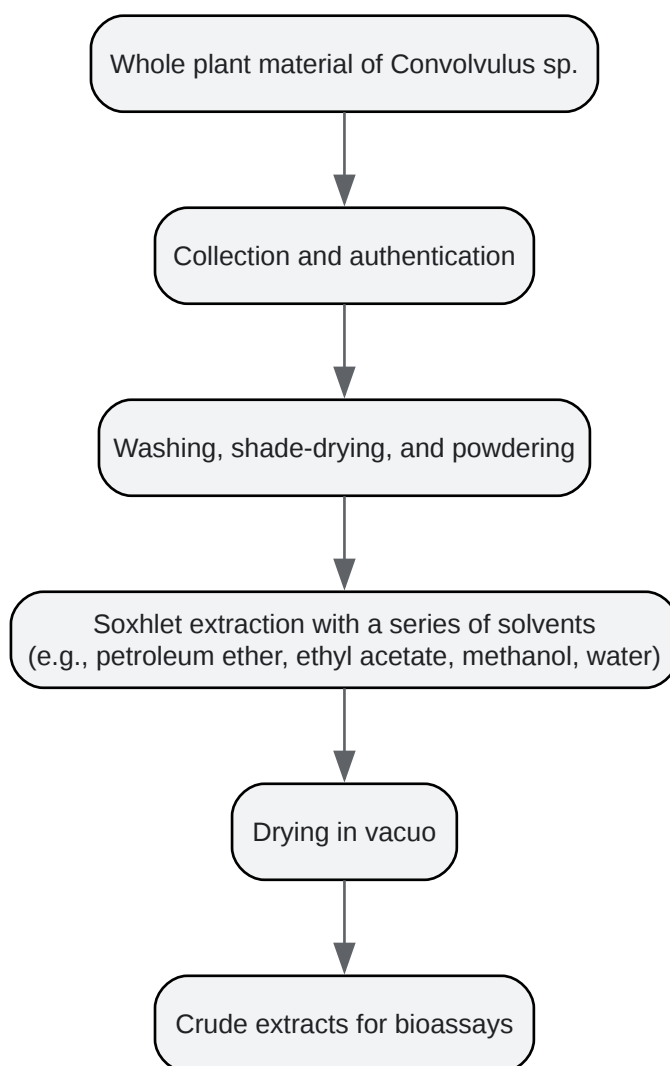 Whole plant material of Convolvulus sp.
Collection and authentication
Washing, shade-drying, and powdering
Soxhlet extraction with a series of solvents
(e.g., petroleum ether, ethyl acetate, methanol, water)
Drying in vacuo
Crude extracts for bioassays